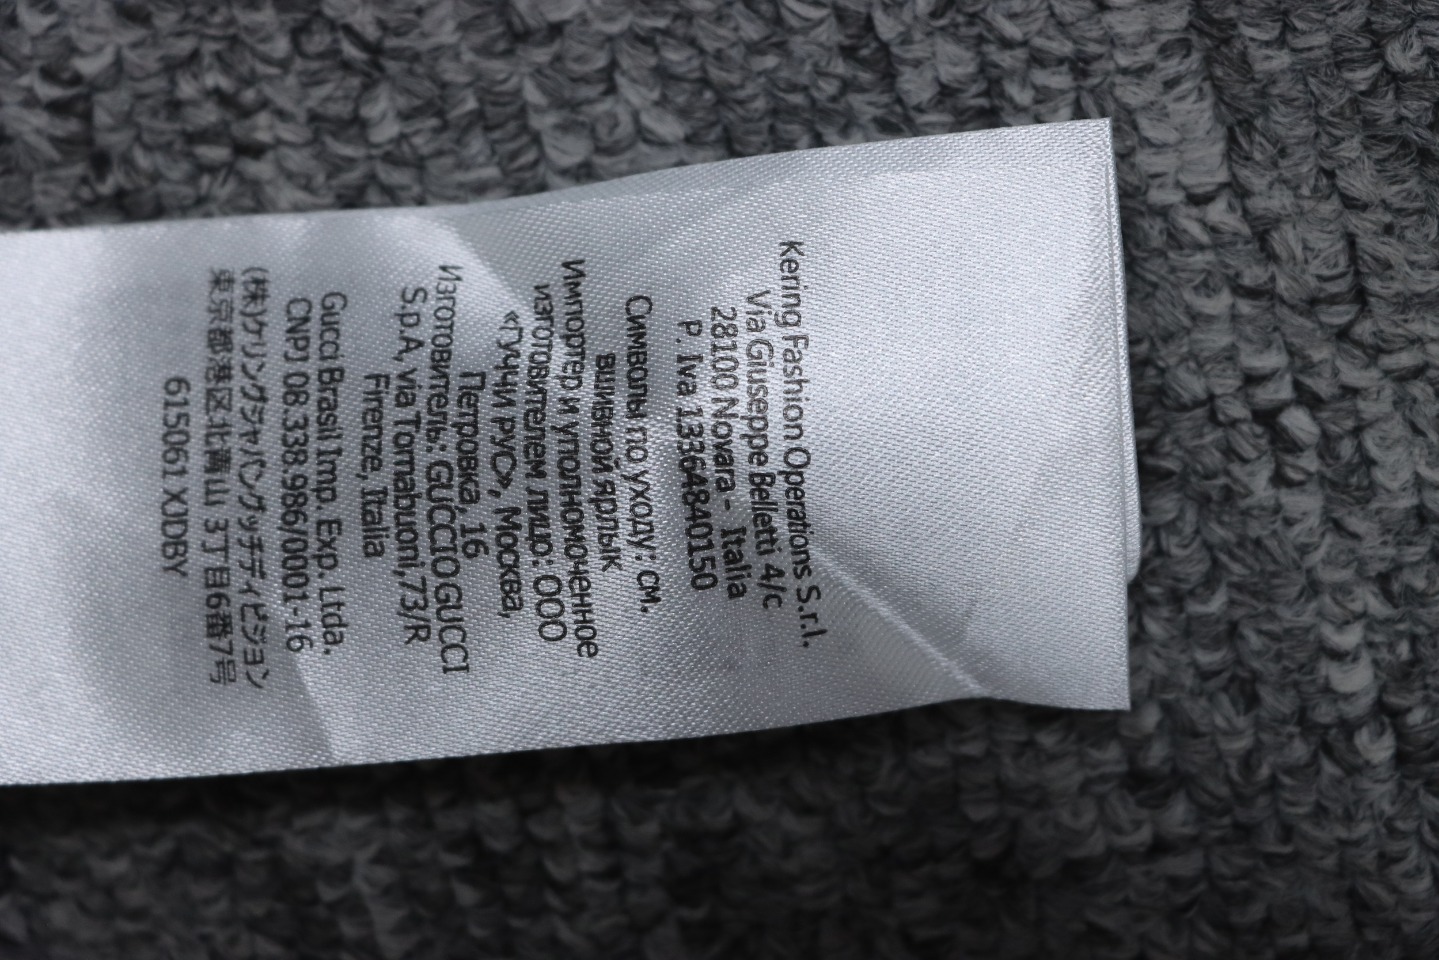 Kering Fashion Operations S.r.l.
Via Giuseppe Belletti 4/c
28100 Novara - Italia
P. Iva 13364840150
Символы по уходу: см.
вшивной ярлык
Импортер и уполномоченное
изготовителем лицо: ООО
«Гуччи РУС», Москва,
Петровка, 16
Изготовитель: GUCCIOGUCCI
S.p.A, via Tornabuoni,73/R
Firenze, Italia
Gucci Brasil Imp. Exp. Ltda.
CNPJ 08.338.986/0001-16
(株)ケリングジャパングッチディビジョン
東京都港区北青山 3丁目6番7号
615061 XJDBY